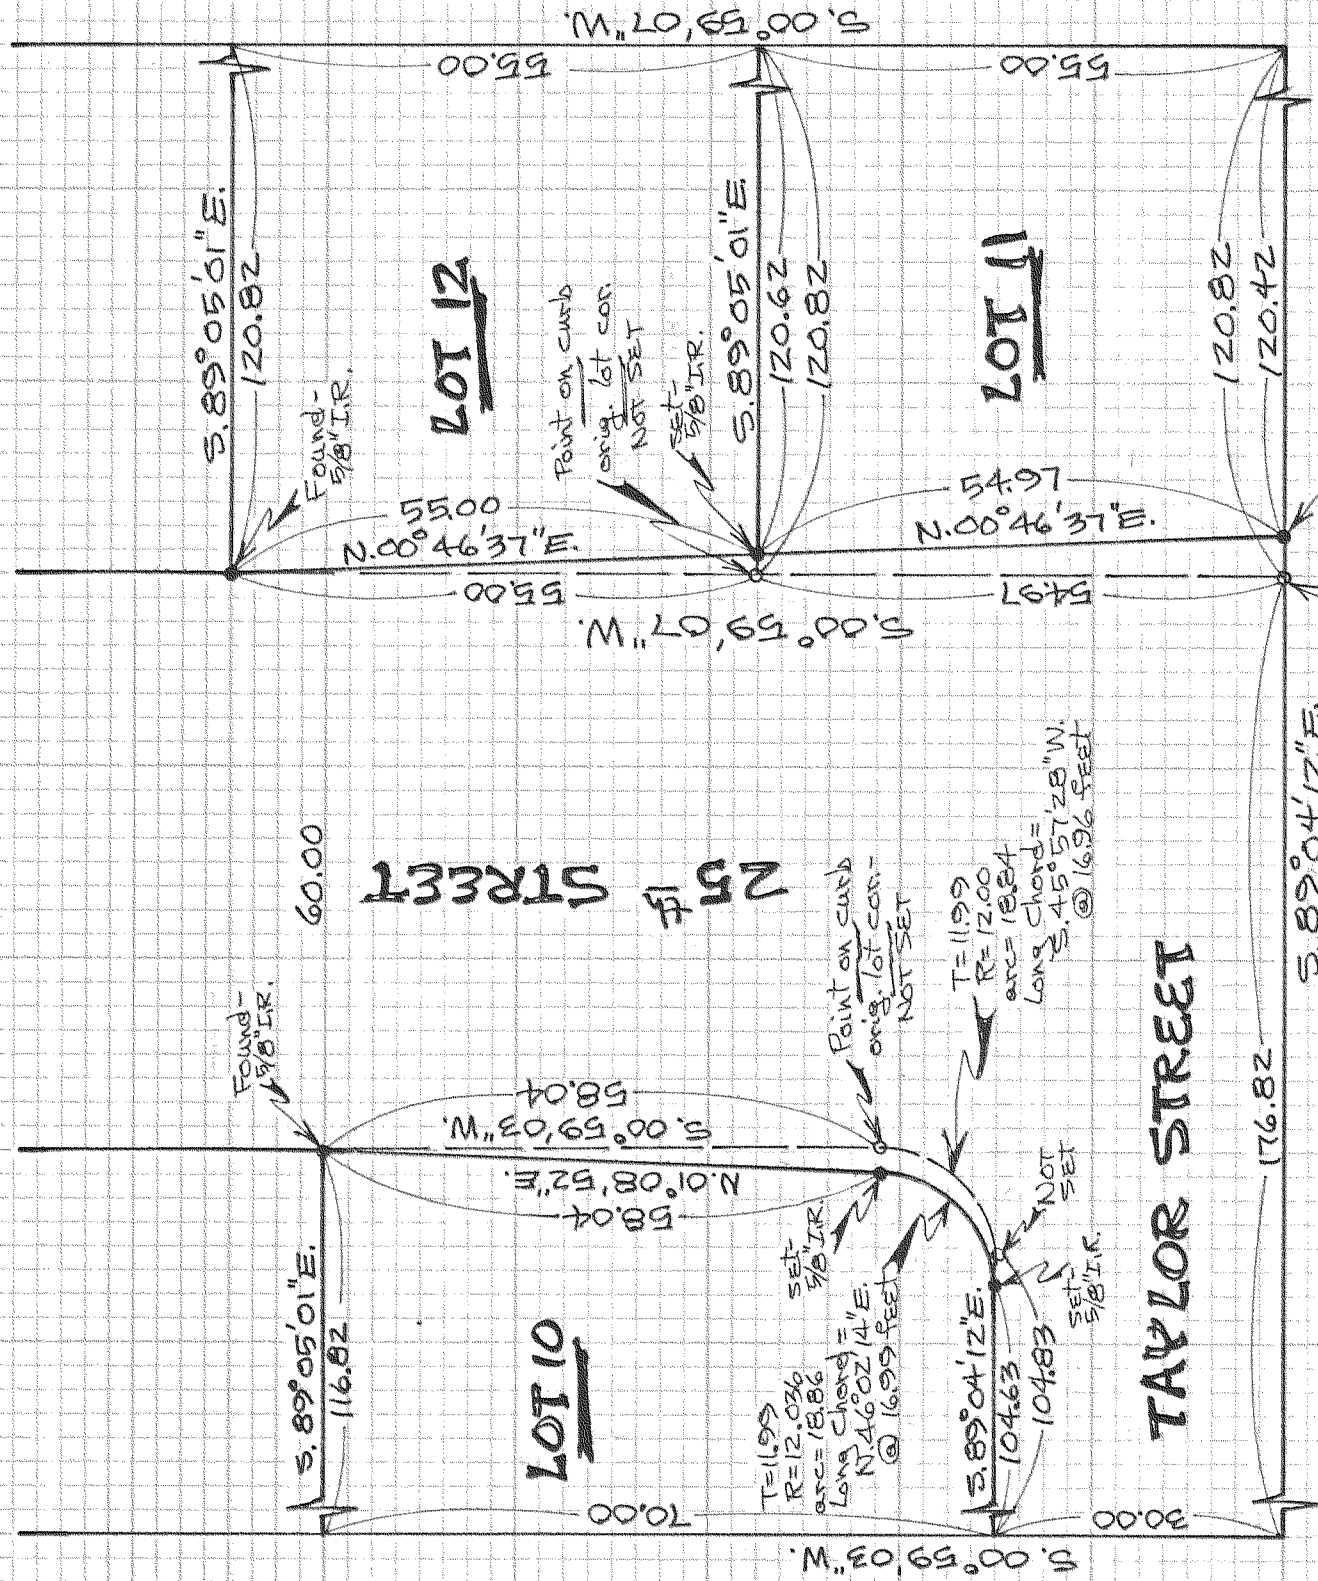 S. 00° 59' 07" W.
55.00
55.00
S. 89° 05' 01" E.
120.82
Found-
5/8" I.R.
LOT 12
Point on curb
orig. lot cor.
NOT SET
set-
5/8" I.R.
S. 89° 05' 01" E.
120.62
120.82
LOT 11
120.82
120.42
55.00
N. 00° 46' 37" E.
54.97
N. 00° 46' 37" E.
55.00
54.97
S. 00° 59' 07" W.
60.00
25th STREET
Found-
5/8" I.R.
58.04
S. 00° 59' 03" W.
N. 01° 08' 52" E.
58.04
Point on curb
orig. lot cor.-
NOT SET
T= 11.99
R= 12.00
arc= 18.84
Long Chord=
S. 45° 57' 28" W.
@ 16.96 feet
S. 89° 05' 01" E.
116.82
LOT 10
set-
5/8" I.R.
T= 11.99
R= 12.036
arc= 18.86
Long Chord=
N. 46° 02' 14" E.
@ 16.99 feet
S. 89° 04' 12" E.
104.63
104.83
NOT
SET
set-
5/8" I.R.
TAYLOR STREET
176.82
S. 89° 04' 12" E.
70.00
30.00
S. 00° 59' 03" W.